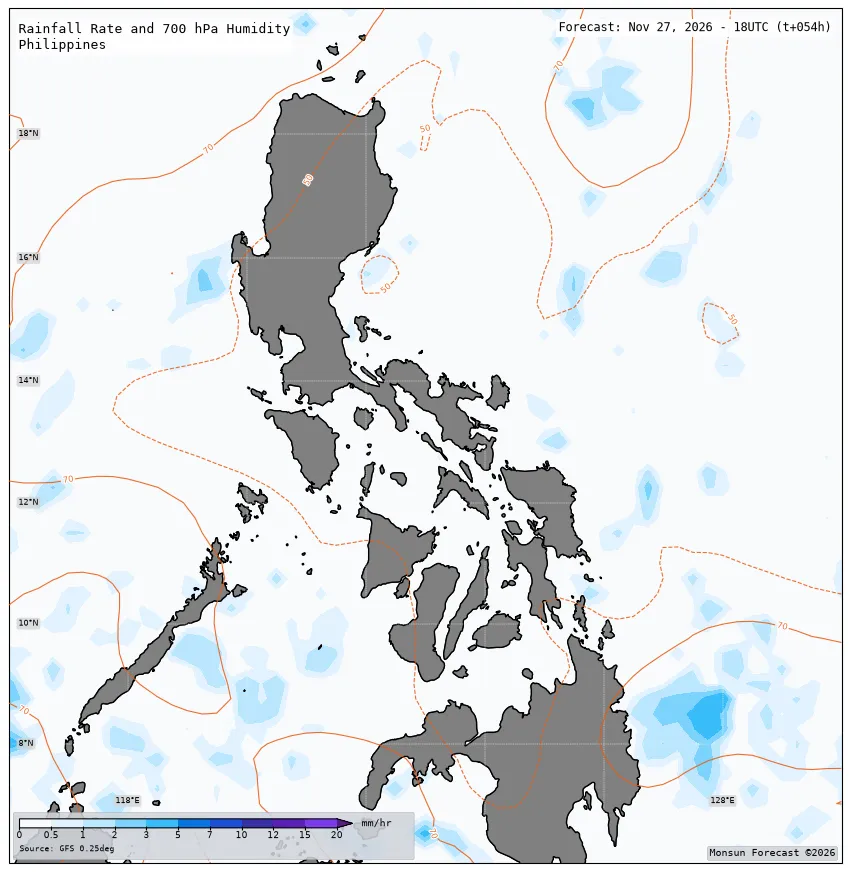 Rainfall Rate and 700 hPa Humidity
Philippines
Forecast: Nov 27, 2026 - 18UTC (t+054h)
70
50
18°N
70
50
16°N
50
50
14°N
70
12°N
10°N
70
70
8°N
118°E
128°E
70
mm/hr
0 0.5 1 2 3 5 7 10 12 15 20
Source: GFS 0.25deg
Monsun Forecast ©2026